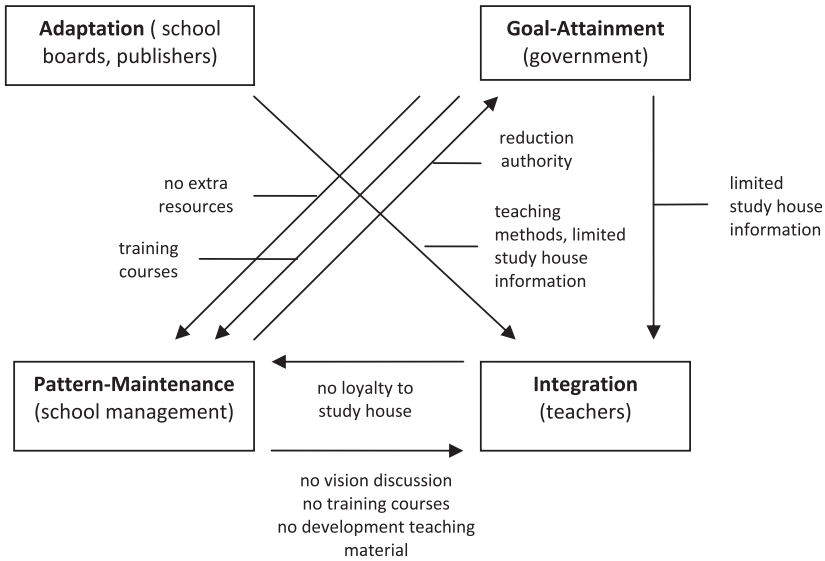 Adaptation ( school
boards, publishers)
Goal-Attainment
(government)
reduction
authority
no extra
resources
limited
study house
information
teaching
methods, limited
study house
information
training
courses
Pattern-Maintenance
(school management)
no loyalty to
study house
Integration
(teachers)
no vision discussion
no training courses
no development teaching
material